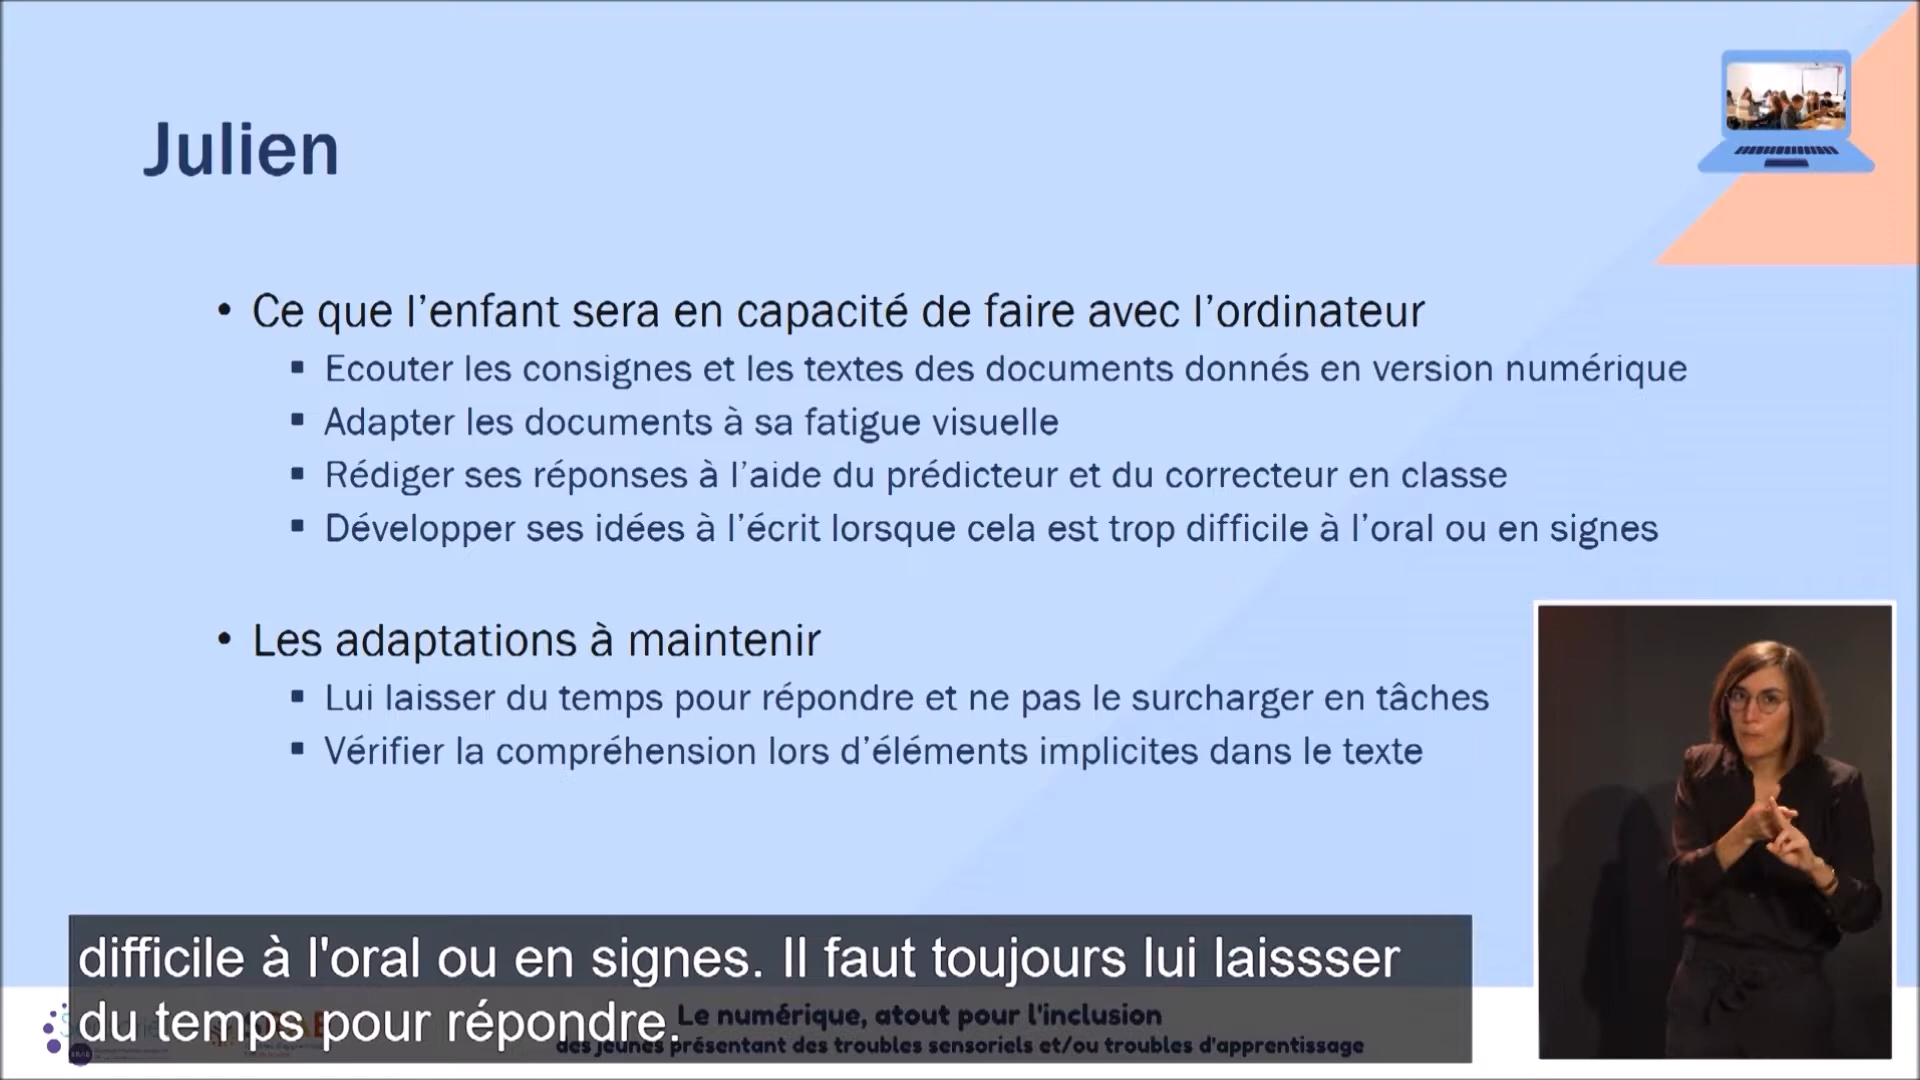 Julien
• Ce que l’enfant sera en capacité de faire avec l’ordinateur
▪ Ecouter les consignes et les textes des documents donnés en version numérique
▪ Adapter les documents à sa fatigue visuelle
▪ Rédiger ses réponses à l’aide du prédicteur et du correcteur en classe
▪ Développer ses idées à l’écrit lorsque cela est trop difficile à l’oral ou en signes
• Les adaptations à maintenir
▪ Lui laisser du temps pour répondre et ne pas le surcharger en tâches
▪ Vérifier la compréhension lors d’éléments implicites dans le texte
difficile à l'oral ou en signes. Il faut toujours lui laissser
du temps pour répondre.
Le numérique, atout pour l'inclusion
des jeunes présentant des troubles sensoriels et/ou troubles d'apprentissage